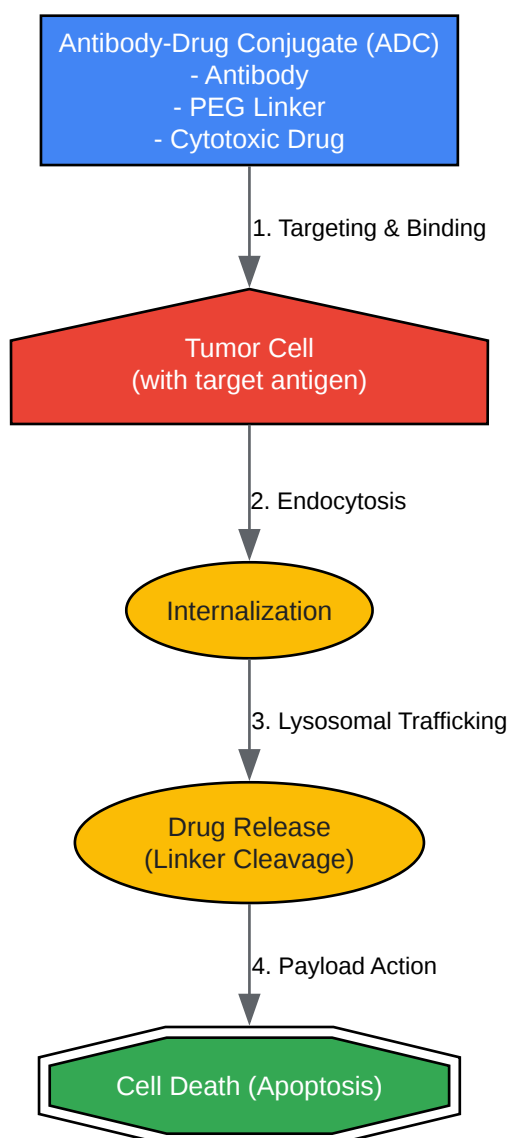 Antibody-Drug Conjugate (ADC)
- Antibody
- PEG Linker
- Cytotoxic Drug
1. Targeting & Binding
Tumor Cell
(with target antigen)
2. Endocytosis
Internalization
3. Lysosomal Trafficking
Drug Release
(Linker Cleavage)
4. Payload Action
Cell Death (Apoptosis)